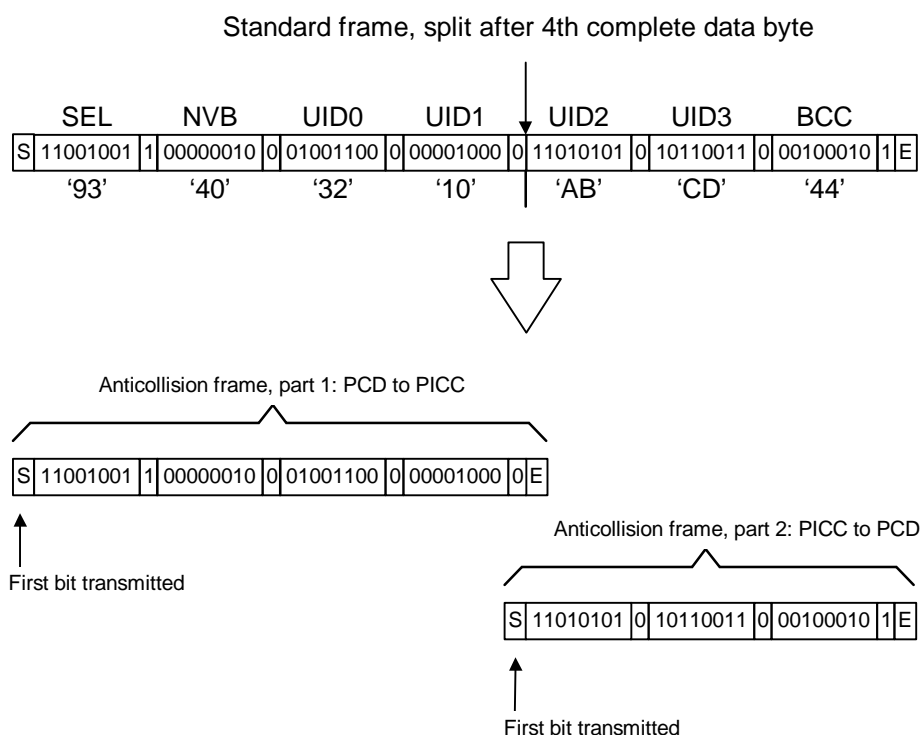 Standard frame, split after 4th complete data byte
SEL NVB UID0 UID1 UID2 UID3 BCC
S 11001001 1 00000010 0 01001100 0 00001000 0 11010101 0 10110011 0 00100010 1 E
‘93’ ‘40’ ‘32’ ‘10’ ‘AB’ ‘CD’ ‘44’
Anticollision frame, part 1: PCD to PICC
S 11001001 1 00000010 0 01001100 0 00001000 0 E
First bit transmitted
Anticollision frame, part 2: PICC to PCD
S 11010101 0 10110011 0 00100010 1 E
First bit transmitted